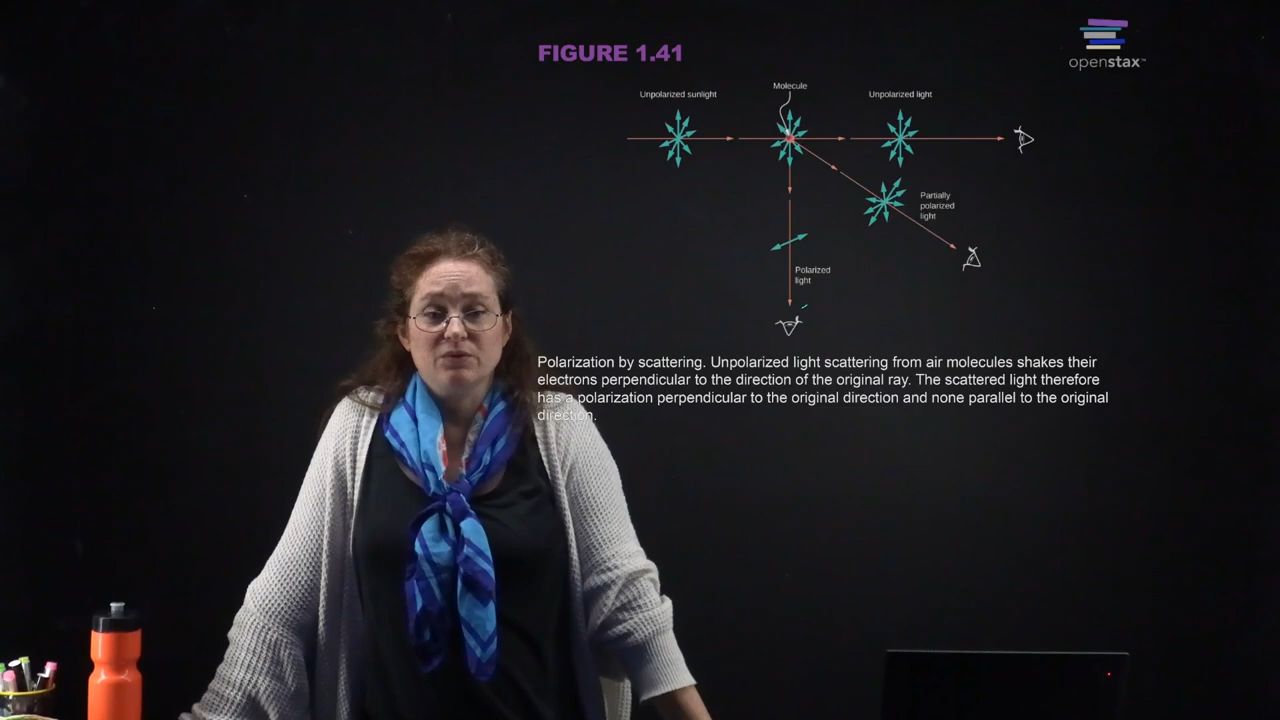 FIGURE 1.41
openstax™
Molecule
Unpolarized sunlight
Unpolarized light
Partially
polarized
light
Polarized
light
Polarization by scattering. Unpolarized light scattering from air molecules shakes their
electrons perpendicular to the direction of the original ray. The scattered light therefore
has a polarization perpendicular to the original direction and none parallel to the original
direction.